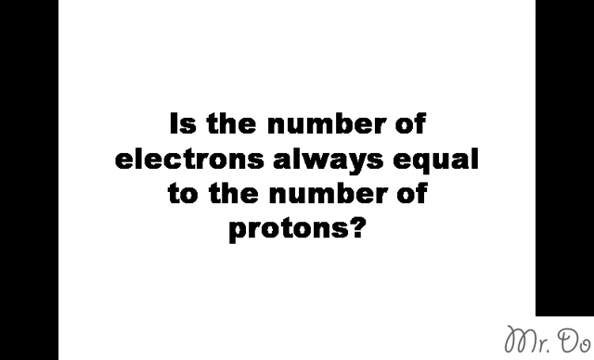 Is the number of
electrons always equal
to the number of
protons?
Mr. Do